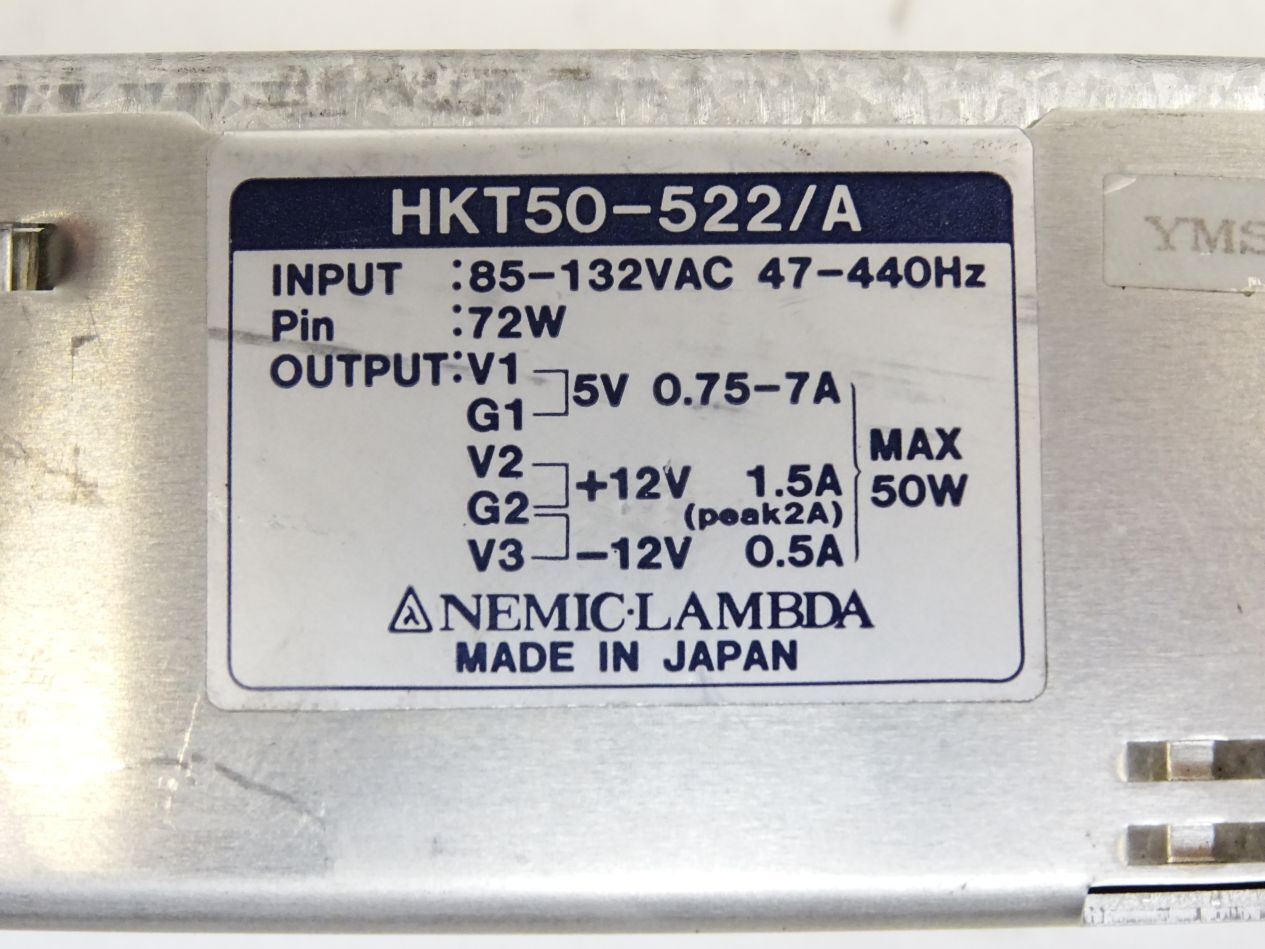 HKT50-522/A
INPUT :85-132VAC 47-440Hz
Pin :72W
OUTPUT:V1
G1
5V 0.75-7A
V2
G2
+12V 1.5A
(peak2A)
V3
-12V 0.5A
MAX
50W
NEMIC·LAMBDA
MADE IN JAPAN
YMS